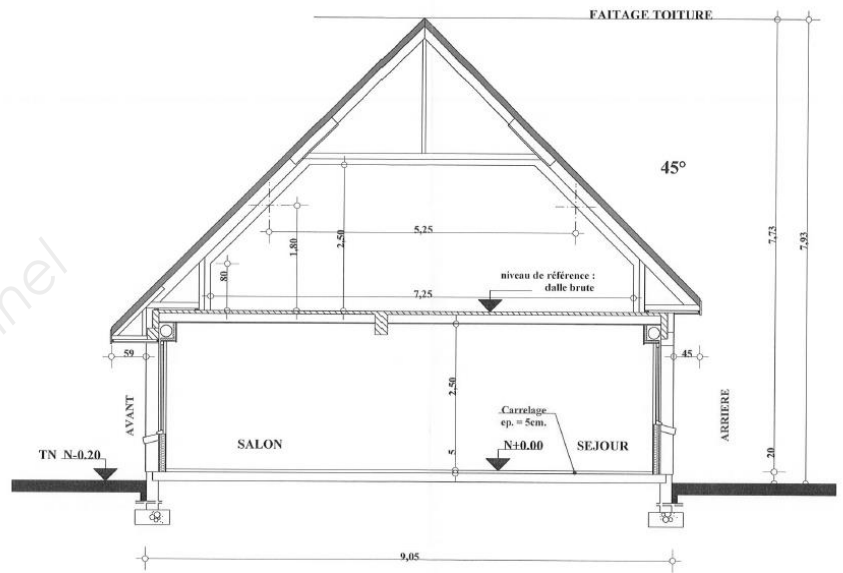 FAITAGE TOITURE
45°
7,73
7,93
5,25
1,80
2,50
80
7,25
niveau de référence :
dalle brute
59
45
AVANT
ARRIERE
2,50
Carrelage
ep. = 5cm.
SALON
5
N±0.00
SEJOUR
TN N-0.20
20
9,05